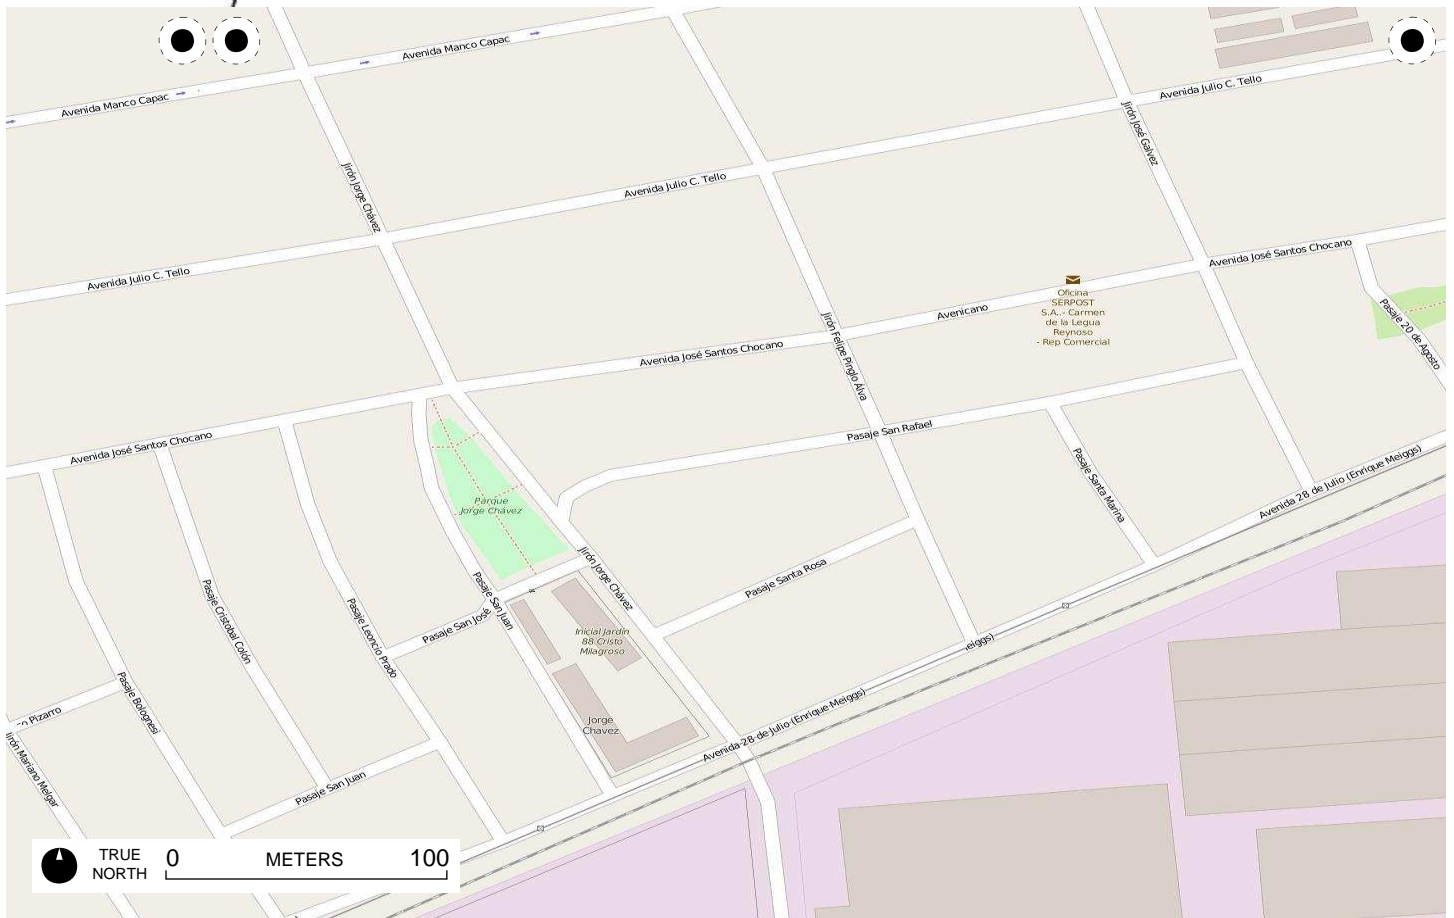 Avenida Manco Capac
Avenida Manco Capac
Avenida Julio C. Tello
Jirón José Galvez
Jirón Jorge Chávez
Avenida Julio C. Tello
Avenida Julio C. Tello
Avenida José Santos Chocano
Oficina
SERPOST
S.A. - Carmen
de la Legua
Reynoso
- Rep Comercial
Pasaje 20 de Agosto
Avenicano
Jirón Felipe Pinglo Alva
Avenida José Santos Chocano
Avenida José Santos Chocano
Pasaje San Rafael
Pasaje Santa Marina
Avenida 28 de Julio (Enrique Meiggs)
Parque
Jorge Chávez
Jirón Jorge Chávez
Pasaje Santa Rosa
Pasaje San Juan
Pasaje San José
Pasaje Cristobal Colón
Pasaje Leoncio Prado
Inicial Jardin
88 Cristo
Milagroso
eiggs)
Pasaje Bolognesi
o Pizarro
Jirón Mariano Melgar
Jorge
Chavez
Avenida 28 de Julio (Enrique Meiggs)
Pasaje San Juan
TRUE
NORTH
0 METERS 100